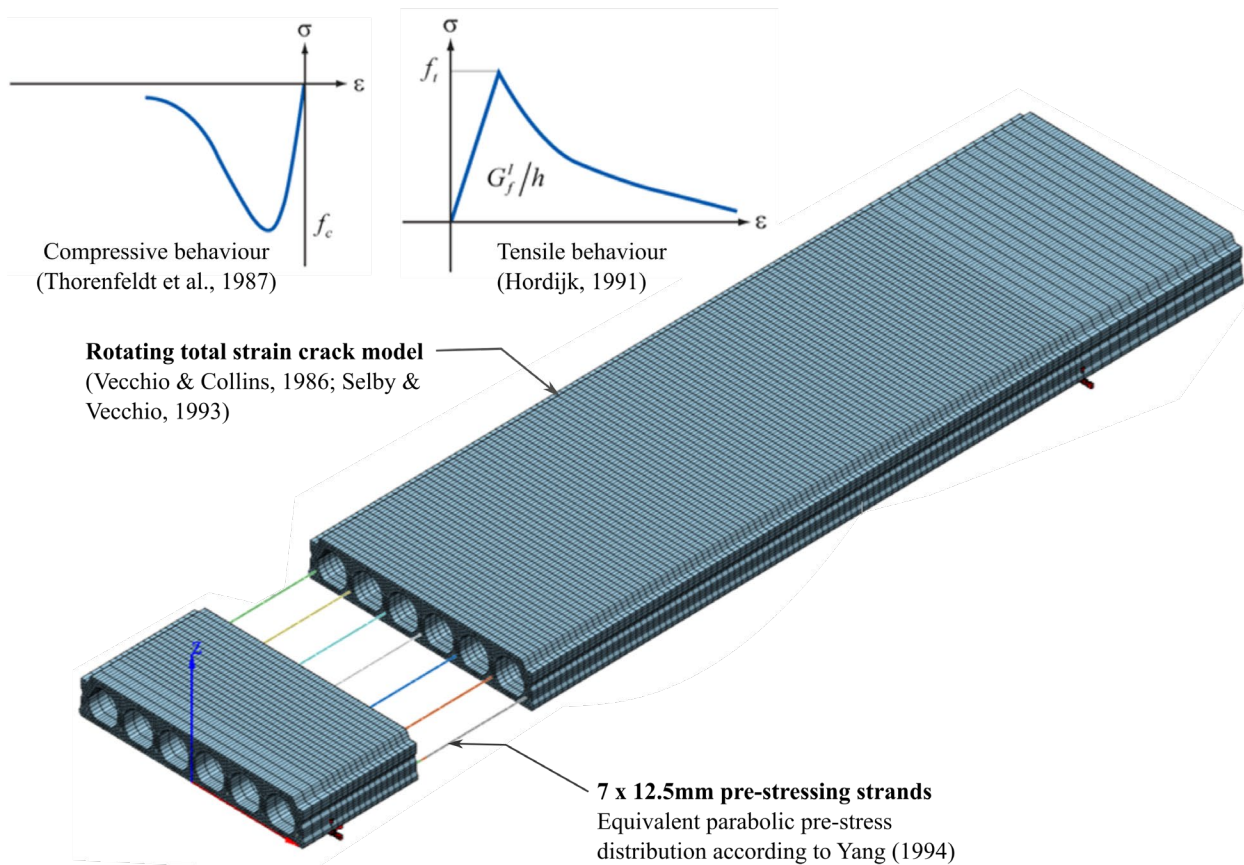 σ
ε
f_c
Compressive behaviour
(Thorenfeldt et al., 1987)
σ
f_t
G_f^I/h
ε
Tensile behaviour
(Hordijk, 1991)
Rotating total strain crack model
(Vecchio & Collins, 1986; Selby &
Vecchio, 1993)
Z
7 x 12.5mm pre-stressing strands
Equivalent parabolic pre-stress
distribution according to Yang (1994)